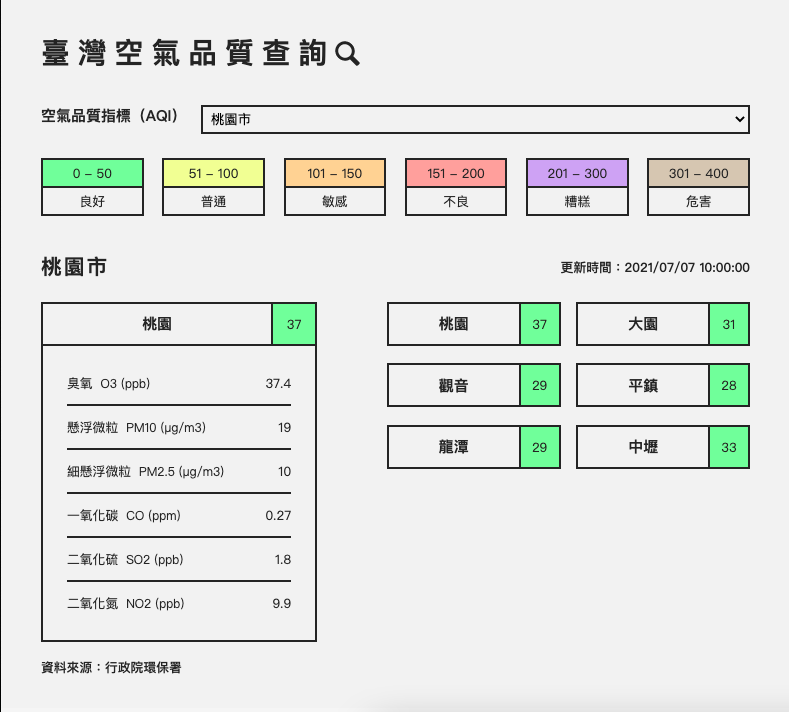 臺灣空氣品質查詢
空氣品質指標（AQI） 桃園市
0 – 50 51 – 100 101 – 150 151 – 200 201 – 300 301 – 400
良好 普通 敏感 不良 糟糕 危害
桃園市 更新時間：2021/07/07 10:00:00
桃園 37
臭氧 O3 (ppb) 37.4
懸浮微粒 PM10 (μg/m3) 19
細懸浮微粒 PM2.5 (μg/m3) 10
一氧化碳 CO (ppm) 0.27
二氧化硫 SO2 (ppb) 1.8
二氧化氮 NO2 (ppb) 9.9
桃園 37 大園 31
觀音 29 平鎮 28
龍潭 29 中壢 33
資料來源：行政院環保署